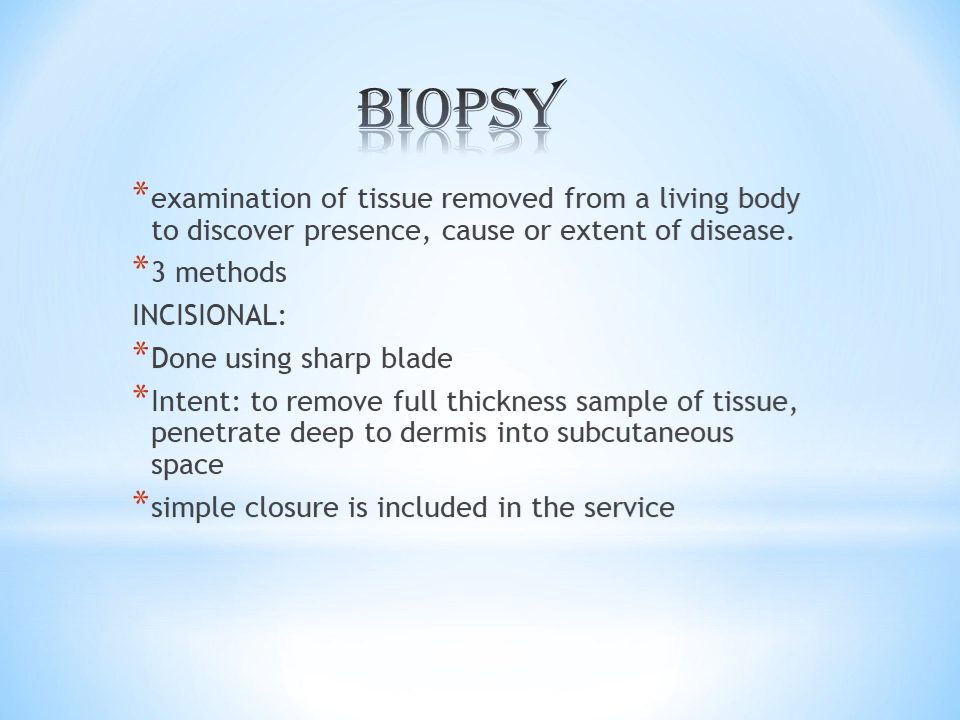 BIOPSY
*examination of tissue removed from a living body
to discover presence, cause or extent of disease.
*3 methods
INCISIONAL:
*Done using sharp blade
*Intent: to remove full thickness sample of tissue,
penetrate deep to dermis into subcutaneous
space
*simple closure is included in the service